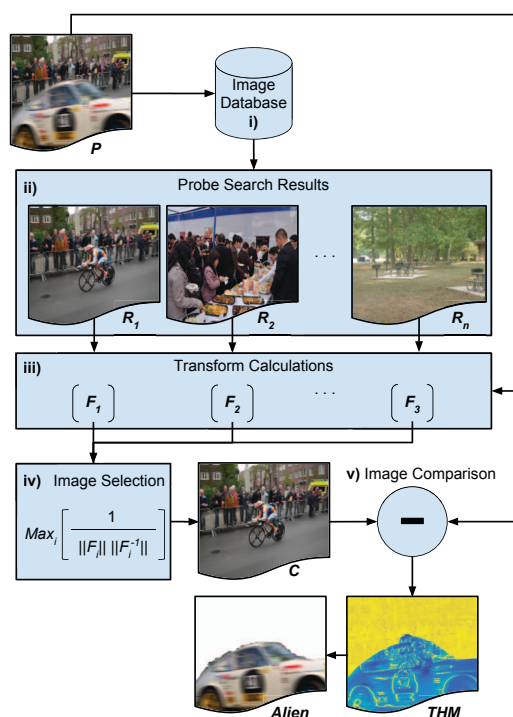 P
Image
Database
i)
ii)
Probe Search Results
. . .
R1
R2
Rn
iii)
Transform Calculations
. . .
[ F1 ]
[ F2 ]
[ F3 ]
iv) Image Selection
Maxi [ 1 / ||Fi|| ||Fi-1|| ]
C
v) Image Comparison
Alien
THM